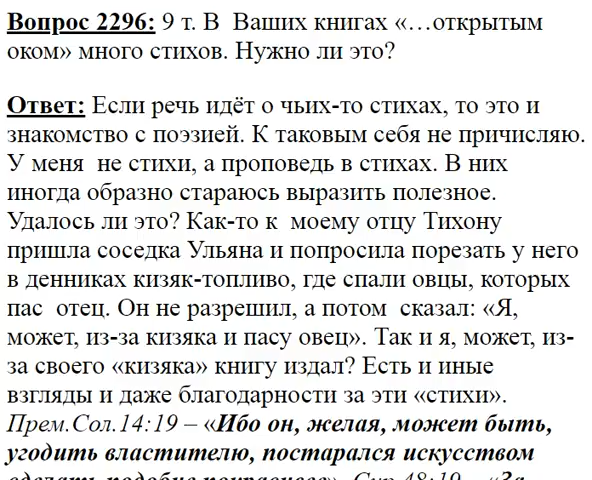 Вопрос 2296: 9 т. В Ваших книгах «…открытым
оком» много стихов. Нужно ли это?
Ответ: Если речь идёт о чьих-то стихах, то это и
знакомство с поэзией. К таковым себя не причисляю.
У меня не стихи, а проповедь в стихах. В них
иногда образно стараюсь выразить полезное.
Удалось ли это? Как-то к моему отцу Тихону
пришла соседка Ульяна и попросила порезать у него
в денниках кизяк-топливо, где спали овцы, которых
пас отец. Он не разрешил, а потом сказал: «Я,
может, из-за кизяка и пасу овец». Так и я, может, из-
за своего «кизяка» книгу издал? Есть и иные
взгляды и даже благодарности за эти «стихи».
Прем.Сол.14:19 – «Ибо он, желая, может быть,
угодить властителю, постарался искусством